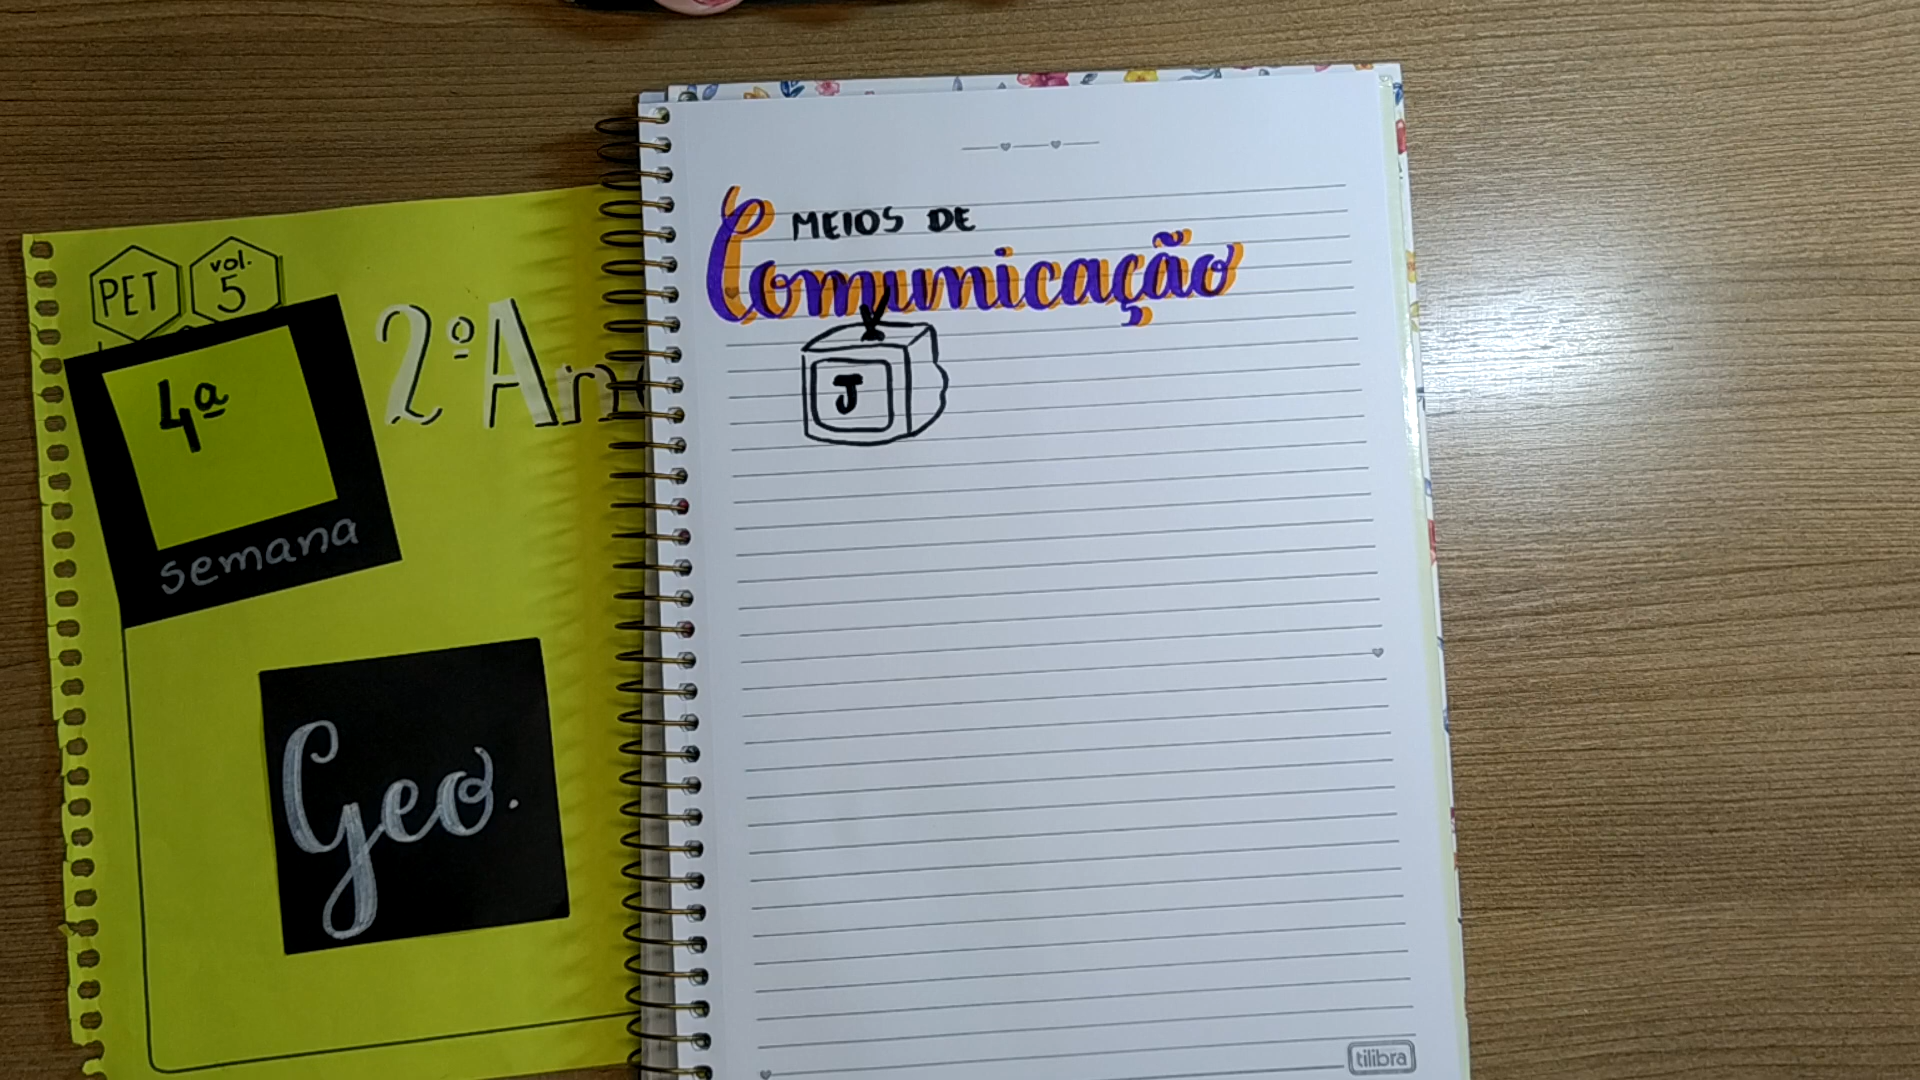 PET
vol.
5
2º An
4ª
semana
Geo.
MEIOS DE
Comunicação
J
tilibra